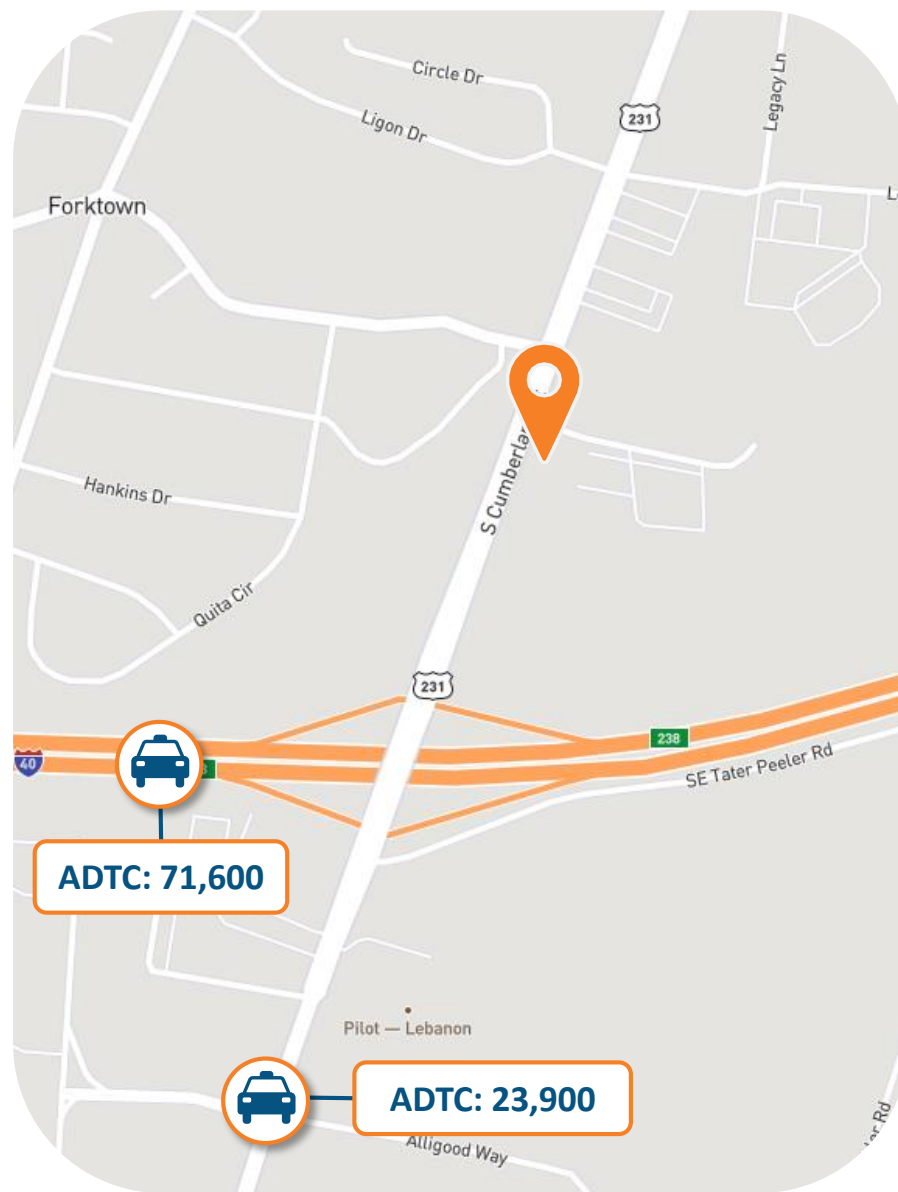 Circle Dr
Legacy Ln
231
Ligon Dr
Forktown
S Cumberla
Hankins Dr
Quita Cir
231
238
40
SE Tater Peeler Rd
ADTC: 71,600
Pilot — Lebanon
ADTC: 23,900
Alligood Way
Rd